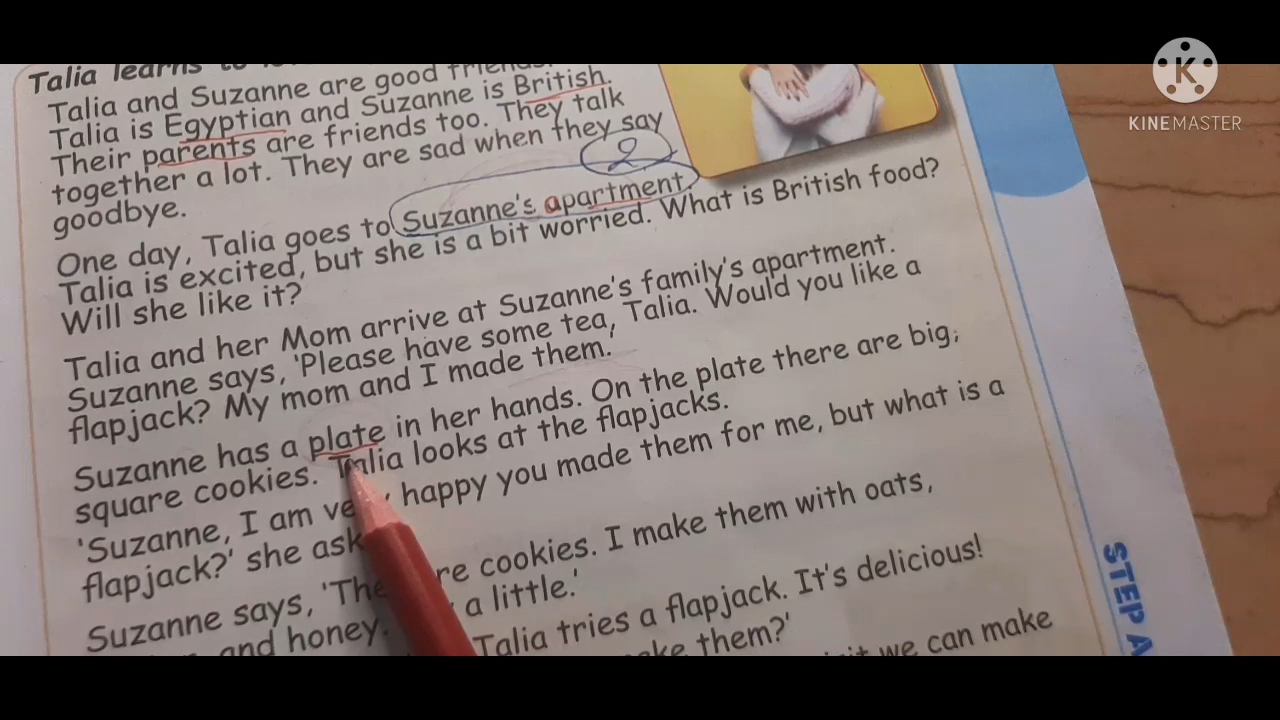 Talia learns to
Talia and Suzanne are good friends.
Talia is Egyptian and Suzanne is British.
Their parents are friends too. They talk
together a lot. They are sad when they say
goodbye.
2
One day, Talia goes to Suzanne's apartment.
Talia is excited, but she is a bit worried. What is British food?
Will she like it?
Talia and her Mom arrive at Suzanne's family's apartment.
Suzanne says, 'Please have some tea, Talia. Would you like a
flapjack? My mom and I made them.'
Suzanne has a plate in her hands. On the plate there are big,
square cookies. Talia looks at the flapjacks.
'Suzanne, I am very happy you made them for me, but what is a
flapjack?' she ask
Suzanne says, 'The re cookies. I make them with oats,
and honey. a little.'
Talia tries a flapjack. It's delicious!
make them?'
we can make
STEP A
K
KINEMASTER